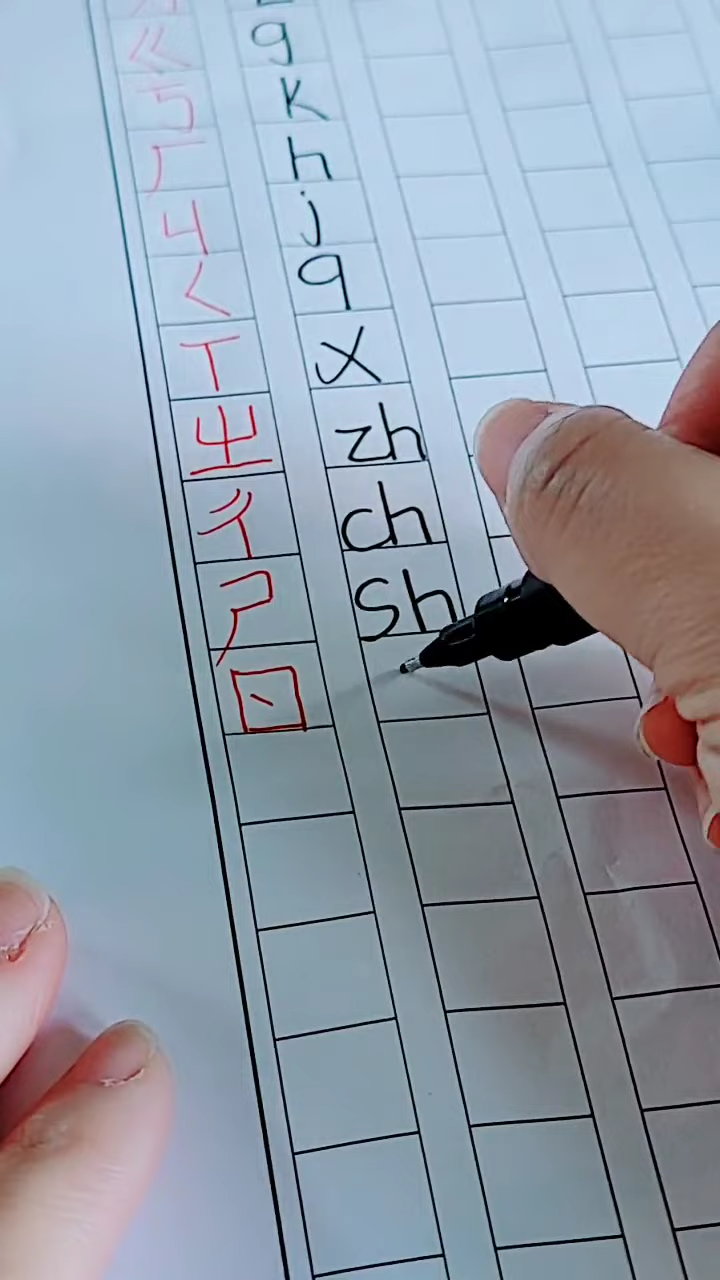 ㄍ g
ㄎ k
ㄏ h
ㄐ j
ㄑ q
ㄒ x
ㄓ zh
ㄔ ch
ㄕ sh
ㄖ